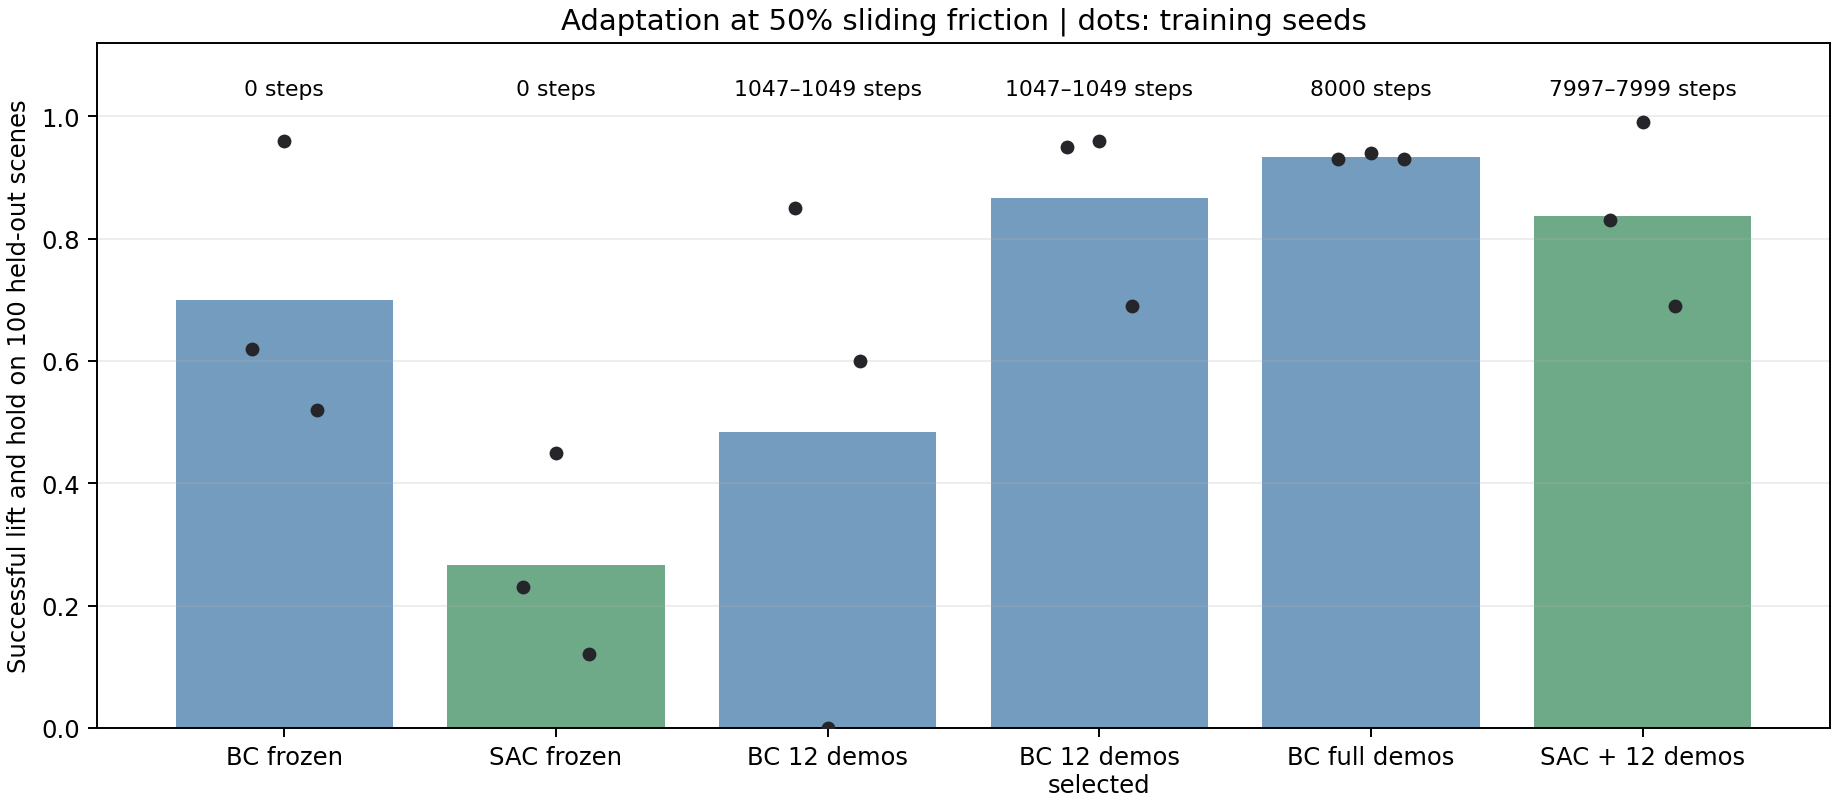 Adaptation at 50% sliding friction | dots: training seeds
Successful lift and hold on 100 held-out scenes
0 steps
0 steps
1047–1049 steps
1047–1049 steps
8000 steps
7997–7999 steps
1.0
0.8
0.6
0.4
0.2
0.0
BC frozen
SAC frozen
BC 12 demos
BC 12 demos
selected
BC full demos
SAC + 12 demos